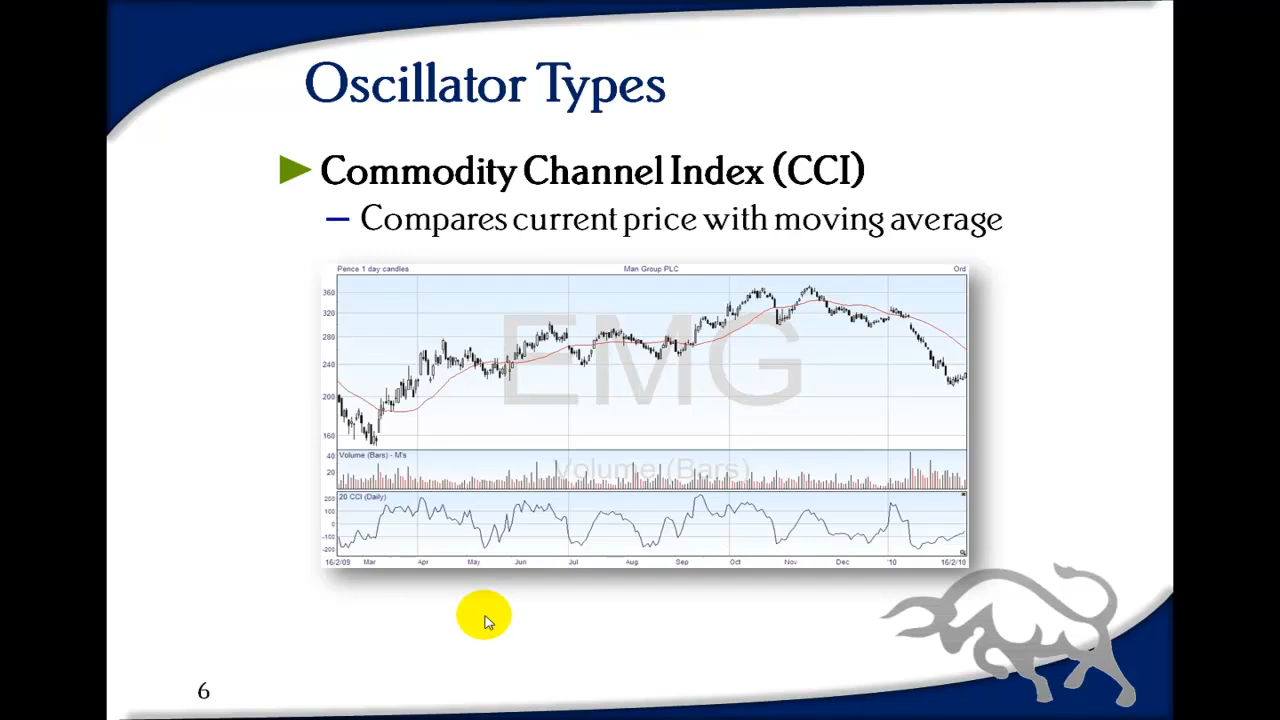 Oscillator Types
Commodity Channel Index (CCI)
– Compares current price with moving average
Pence 1 day candles Man Group PLC Ord
EMG
360
320
280
240
200
160
Volume (Bars) - M's
Volume (Bars)
40
20
20 CCI (Daily)
200
100
0
-100
-200
16/2/09 Mar Apr May Jun Jul Aug Sep Oct Nov Dec '10 16/2/10
6